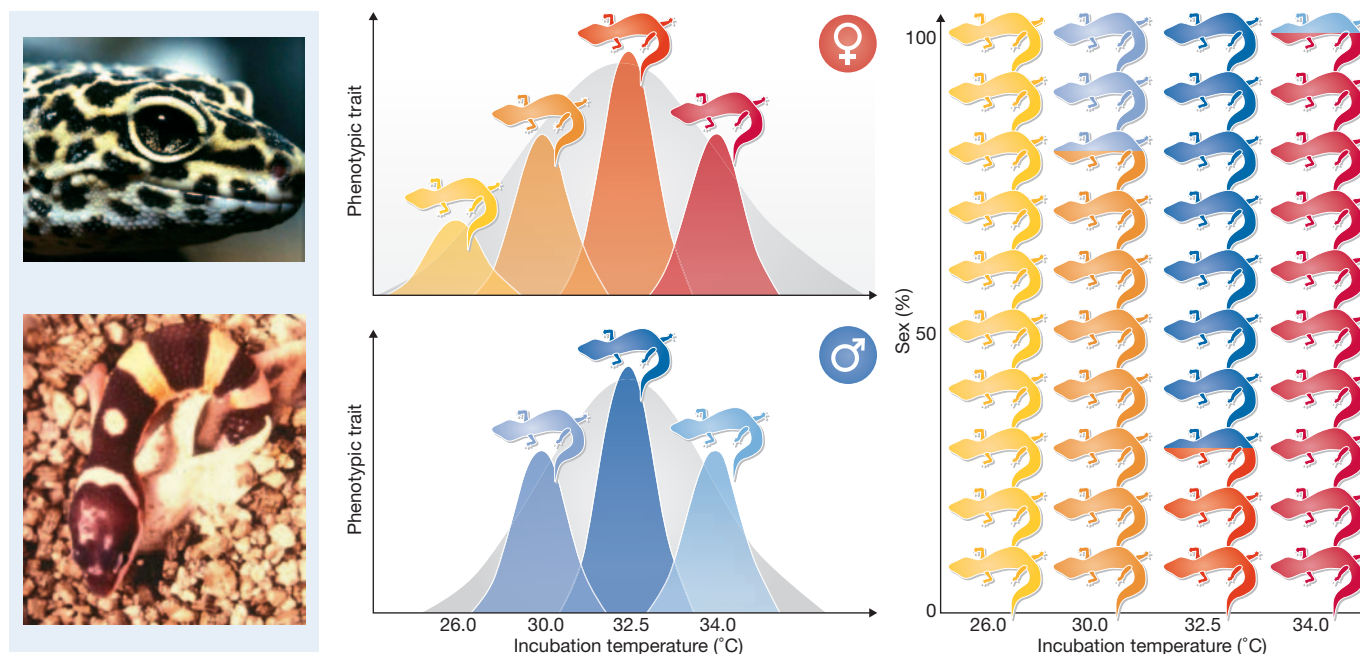 Phenotypic trait
♀
Phenotypic trait
♂
26.0 30.0 32.5 34.0
Incubation temperature (˚C)
Sex (%)
100
50
0
26.0 30.0 32.5 34.0
Incubation temperature (˚C)